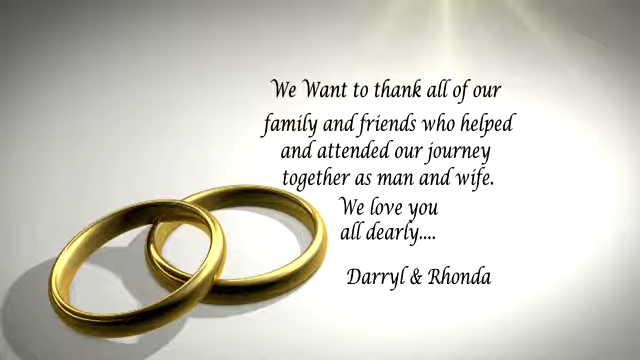 We Want to thank all of our
family and friends who helped
and attended our journey
together as man and wife.
We love you
all dearly....
Darryl & Rhonda